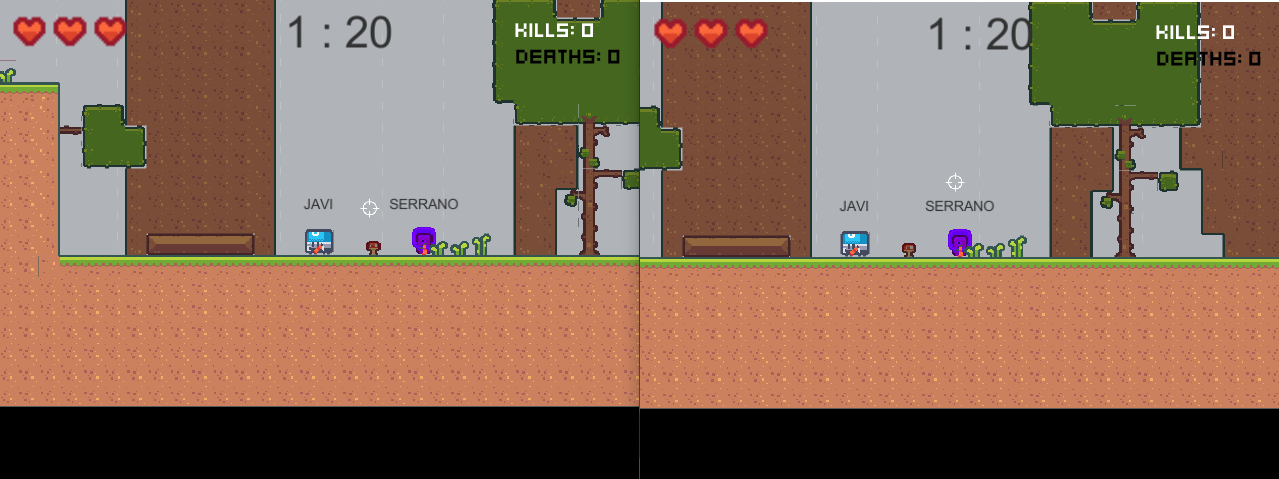 1 : 20
KILLS: 0
DEATHS: 0
JAVI
SERRANO
1 : 20
KILLS: 0
DEATHS: 0
JAVI
SERRANO